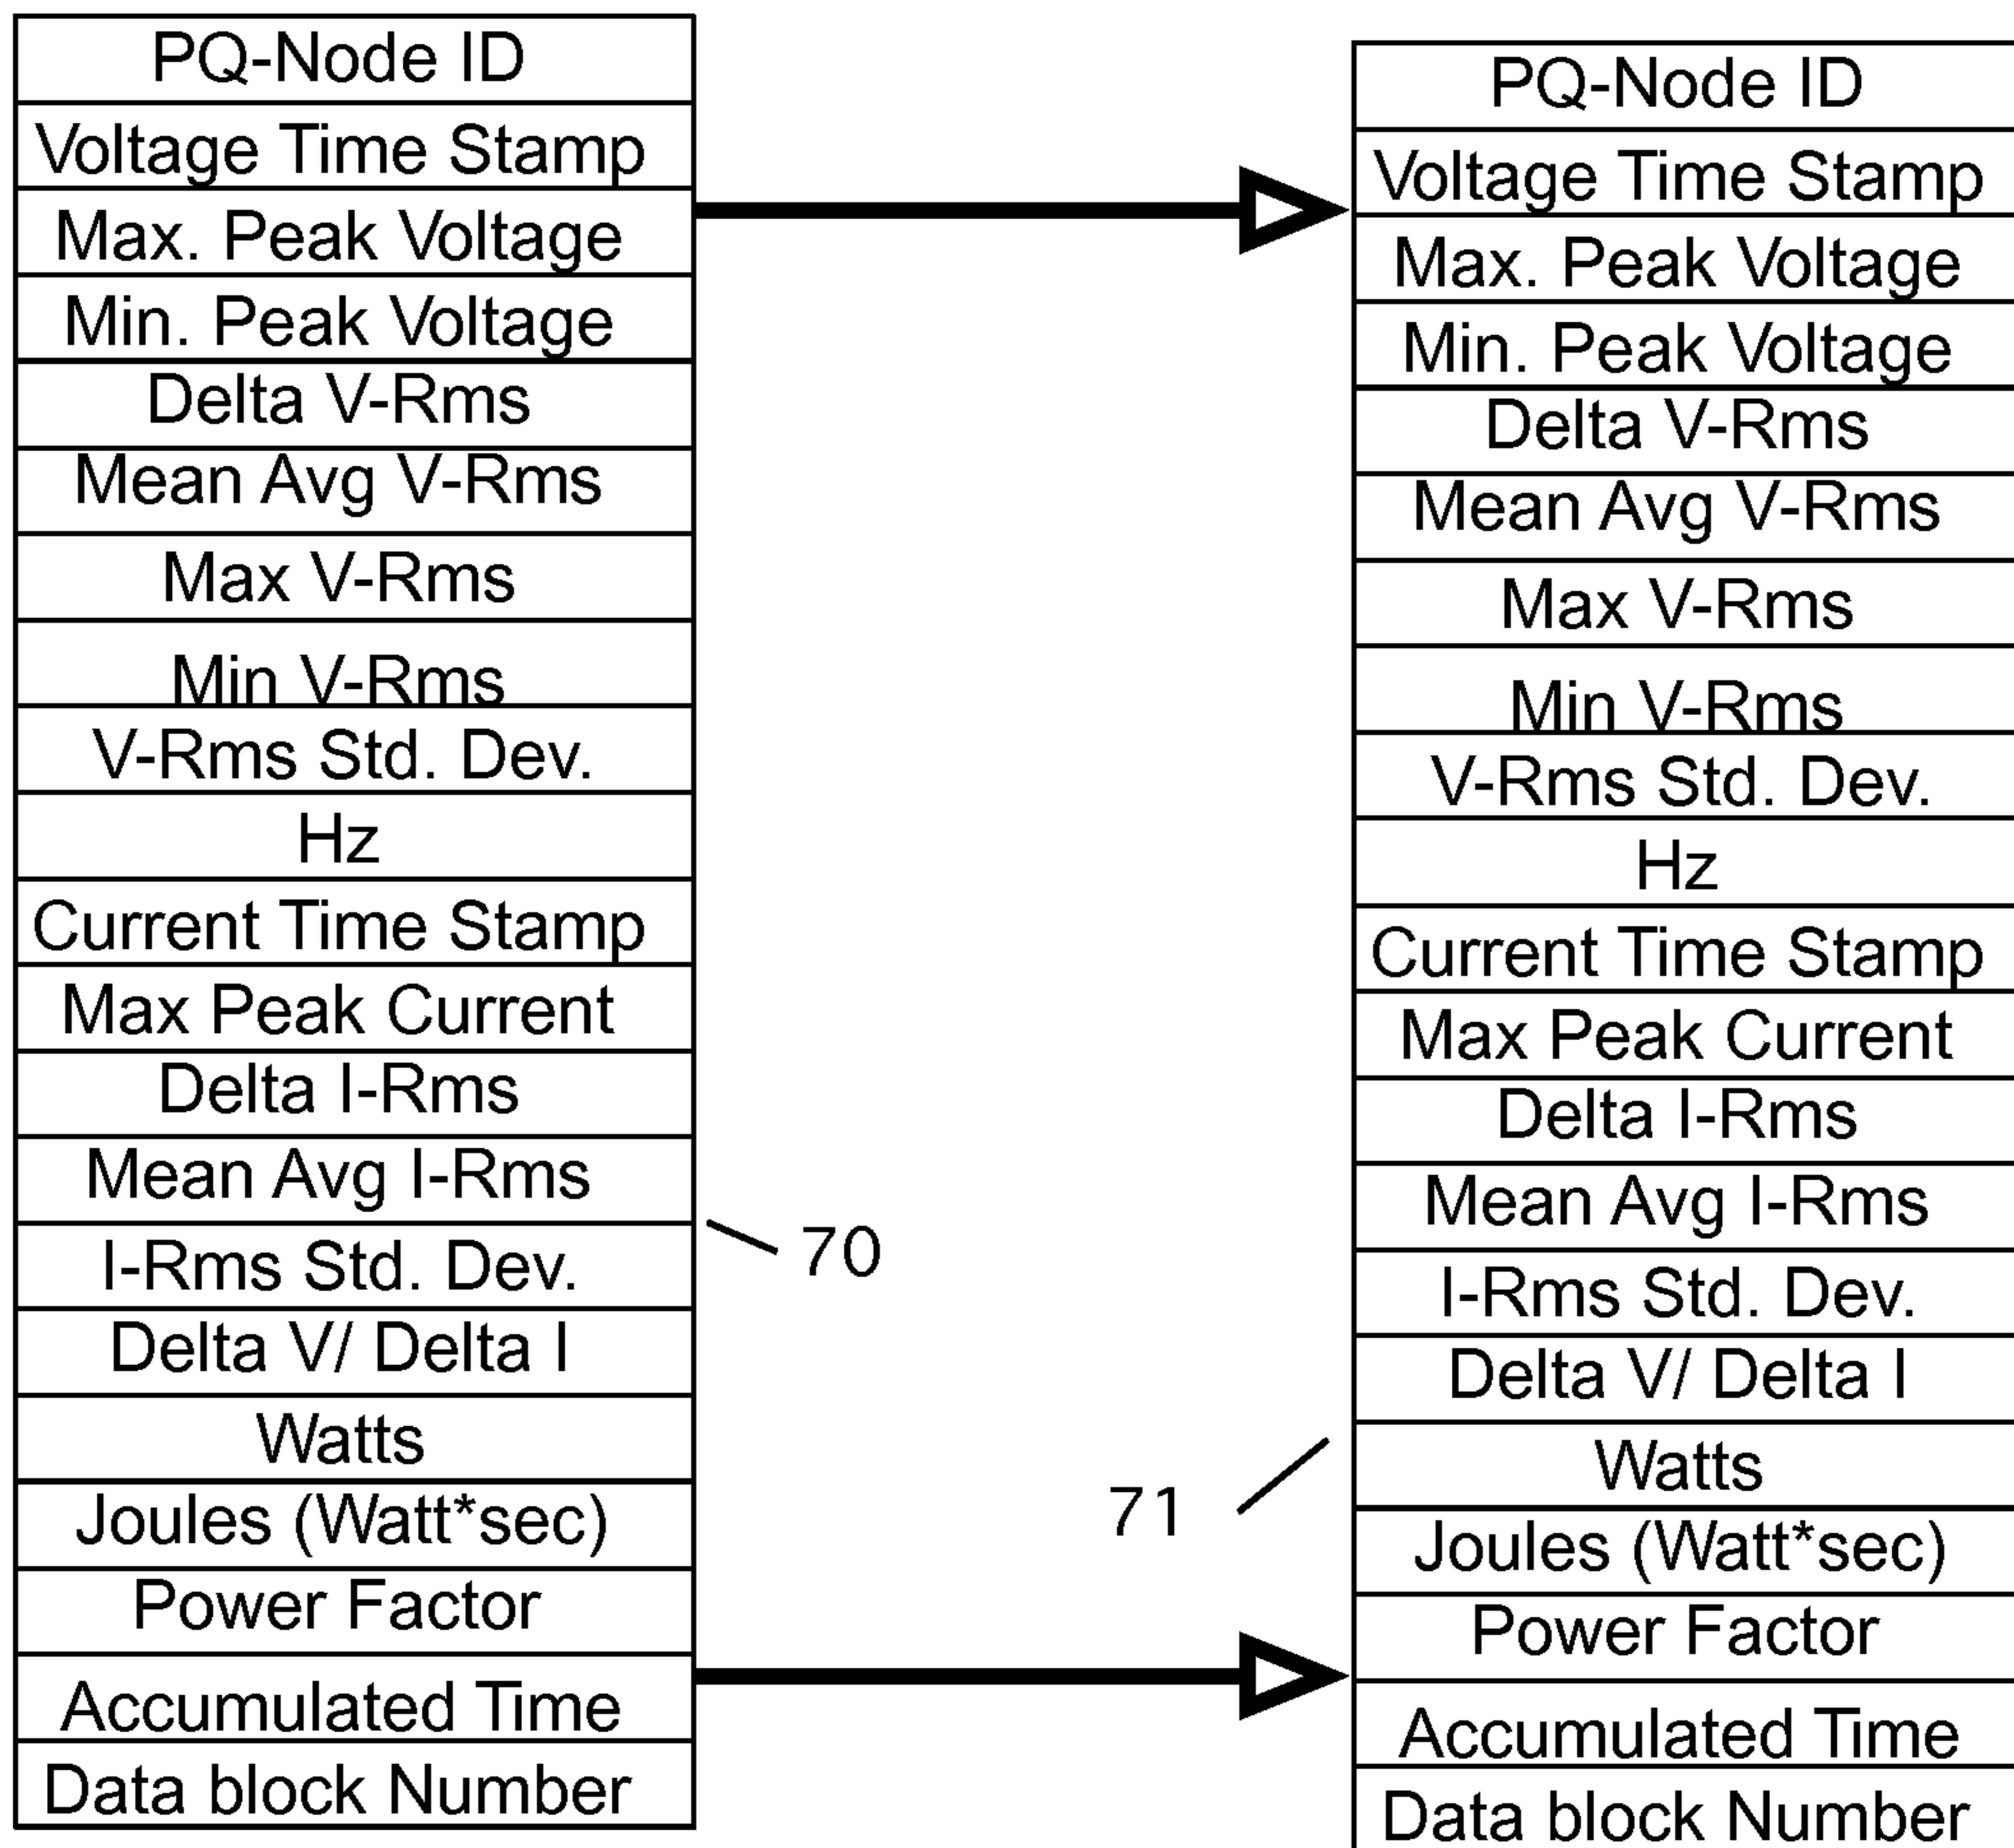 PQ-Node ID
Voltage Time Stamp
Max. Peak Voltage
Min. Peak Voltage
Delta V-Rms
Mean Avg V-Rms
Max V-Rms
Min V-Rms
V-Rms Std. Dev.
Hz
Current Time Stamp
Max Peak Current
Delta I-Rms
Mean Avg I-Rms
I-Rms Std. Dev.
Delta V/ Delta I
Watts
Joules (Watt*sec)
Power Factor
Accumulated Time
Data block Number
70
71
PQ-Node ID
Voltage Time Stamp
Max. Peak Voltage
Min. Peak Voltage
Delta V-Rms
Mean Avg V-Rms
Max V-Rms
Min V-Rms
V-Rms Std. Dev.
Hz
Current Time Stamp
Max Peak Current
Delta I-Rms
Mean Avg I-Rms
I-Rms Std. Dev.
Delta V/ Delta I
Watts
Joules (Watt*sec)
Power Factor
Accumulated Time
Data block Number